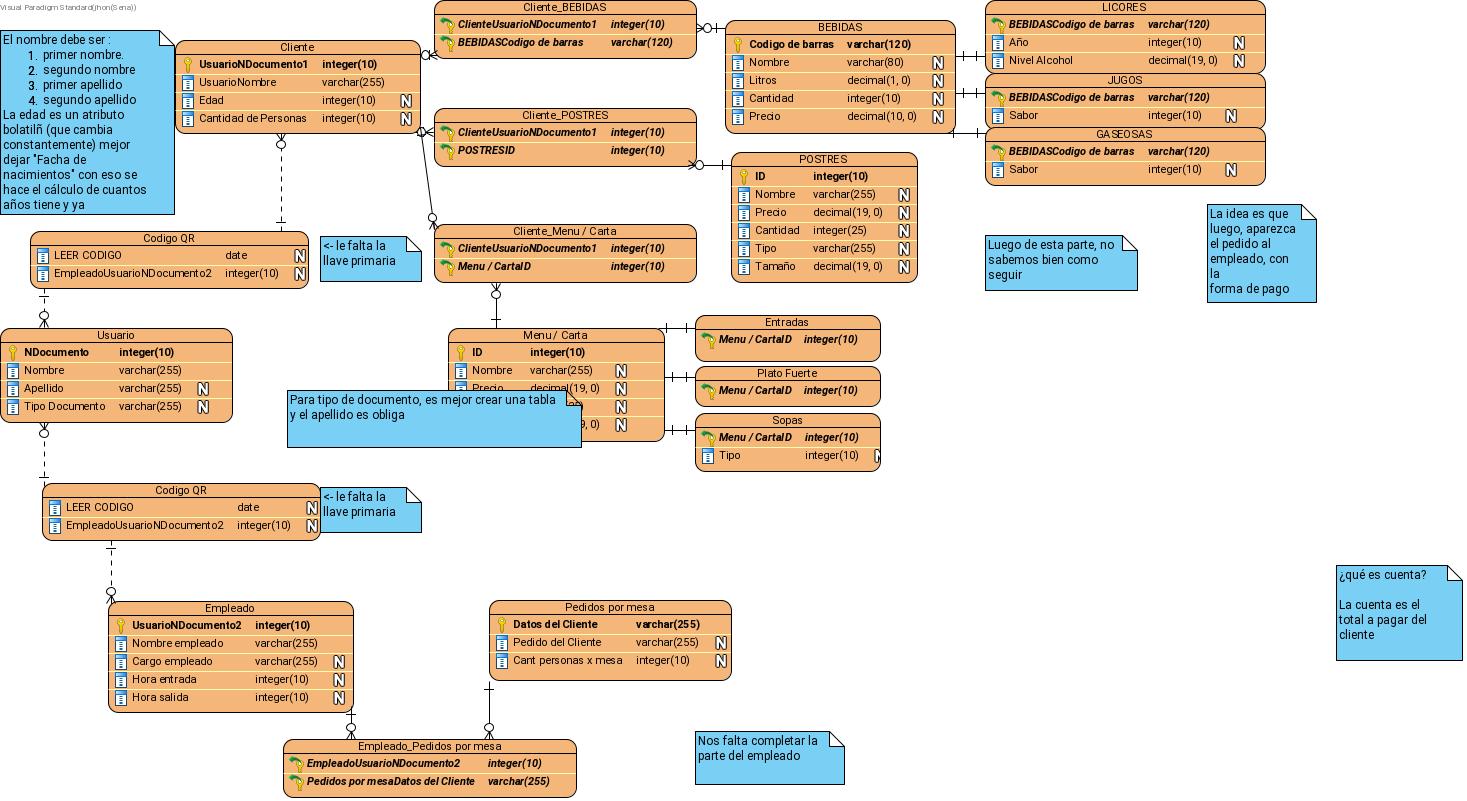 Visual Paradigm Standard(jhon(Sena))
El nombre debe ser :
1. primer nombre.
2. segundo nombre
3. primer apellido
4. segundo apellido
La edad es un atributo
bolatilñ (que cambia
constantemente) mejor
dejar "Facha de
nacimientos" con eso se
hace el cálculo de cuantos
años tiene y ya
Cliente
UsuarioNDocumento1 integer(10)
UsuarioNombre varchar(255)
Edad integer(10) N
Cantidad de Personas integer(10) N
Cliente_BEBIDAS
ClienteUsuarioNDocumento1 integer(10)
BEBIDASCodigo de barras varchar(120)
BEBIDAS
Codigo de barras varchar(120)
Nombre varchar(80) N
Litros decimal(1, 0) N
Cantidad integer(10) N
Precio decimal(10, 0) N
LICORES
BEBIDASCodigo de barras varchar(120)
Año integer(10) N
Nivel Alcohol decimal(19, 0) N
JUGOS
BEBIDASCodigo de barras varchar(120)
Sabor integer(10) N
GASEOSAS
BEBIDASCodigo de barras varchar(120)
Sabor integer(10) N
Cliente_POSTRES
ClienteUsuarioNDocumento1 integer(10)
POSTRESID integer(10)
POSTRES
ID integer(10)
Nombre varchar(255) N
Precio decimal(19, 0) N
Cantidad integer(25) N
Tipo varchar(255) N
Tamaño decimal(19, 0) N
Cliente_Menu / Carta
ClienteUsuarioNDocumento1 integer(10)
Menu / CartaID integer(10)
Codigo QR
LEER CODIGO date N
EmpleadoUsuarioNDocumento2 integer(10) N
<- le falta la
llave primaria
Luego de esta parte, no
sabemos bien como
seguir
La idea es que
luego, aparezca
el pedido al
empleado, con
la
forma de pago
Usuario
NDocumento integer(10)
Nombre varchar(255)
Apellido varchar(255) N
Tipo Documento varchar(255) N
Menu / Carta
ID integer(10)
Nombre varchar(255) N
Precio decimal(19, 0) N
N
9, 0) N
Para tipo de documento, es mejor crear una tabla
y el apellido es obliga
Entradas
Menu / CartaID integer(10)
Plato Fuerte
Menu / CartaID integer(10)
Sopas
Menu / CartaID integer(10)
Tipo integer(10) N
Codigo QR
LEER CODIGO date N
EmpleadoUsuarioNDocumento2 integer(10) N
<- le falta la
llave primaria
Empleado
UsuarioNDocumento2 integer(10)
Nombre empleado varchar(255)
Cargo empleado varchar(255) N
Hora entrada integer(10) N
Hora salida integer(10) N
Pedidos por mesa
Datos del Cliente varchar(255)
Pedido del Cliente varchar(255) N
Cant personas x mesa integer(10) N
¿qué es cuenta?
La cuenta es el
total a pagar del
cliente
Empleado_Pedidos por mesa
EmpleadoUsuarioNDocumento2 integer(10)
Pedidos por mesaDatos del Cliente varchar(255)
Nos falta completar la
parte del empleado